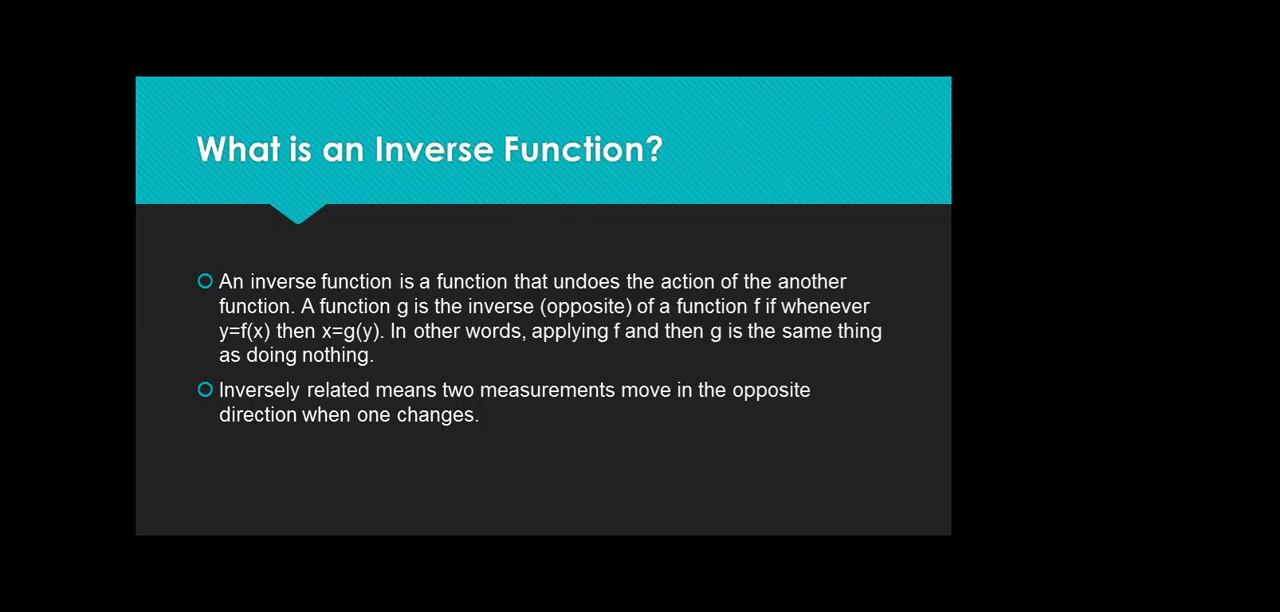 What is an Inverse Function?
An inverse function is a function that undoes the action of the another
function. A function g is the inverse (opposite) of a function f if whenever
y=f(x) then x=g(y). In other words, applying f and then g is the same thing
as doing nothing.
Inversely related means two measurements move in the opposite
direction when one changes.